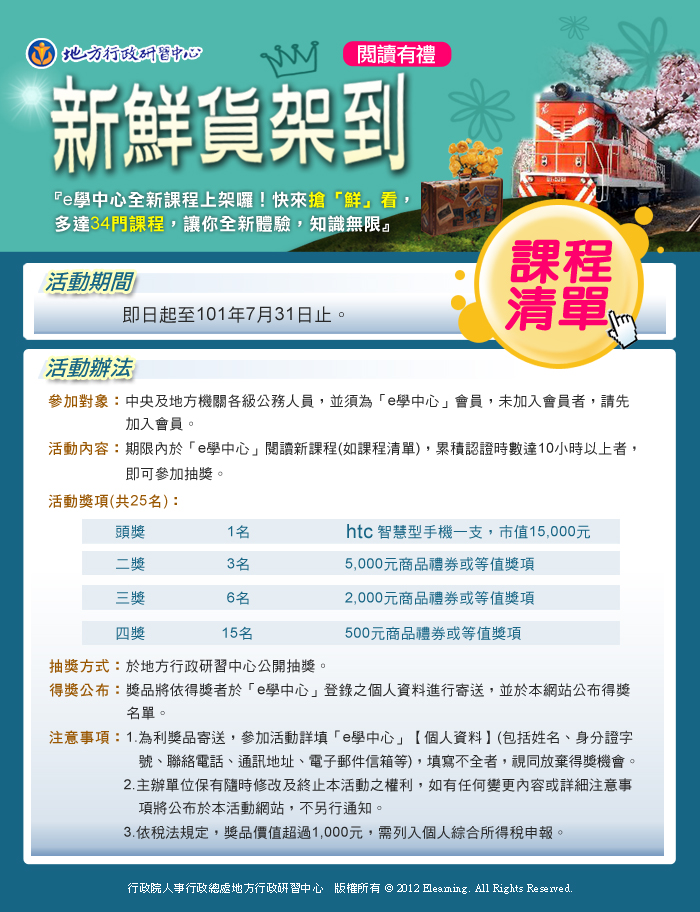 地方行政研習中心
閱讀有禮
新鮮貨架到
『e學中心全新課程上架囉！快來搶「鮮」看，
多達34門課程，讓你全新體驗，知識無限』
課程
清單
活動期間
即日起至101年7月31日止。
活動辦法
參加對象：中央及地方機關各級公務人員，並須為「e學中心」會員，未加入會員者，請先
加入會員。
活動內容：期限內於「e學中心」閱讀新課程(如課程清單)，累積認證時數達10小時以上者，
即可參加抽獎。
活動獎項(共25名)：
頭獎 1名 htc 智慧型手機一支，市值15,000元
二獎 3名 5,000元商品禮券或等值獎項
三獎 6名 2,000元商品禮券或等值獎項
四獎 15名 500元商品禮券或等值獎項
抽獎方式：於地方行政研習中心公開抽獎。
得獎公布：獎品將依得獎者於「e學中心」登錄之個人資料進行寄送，並於本網站公布得獎
名單。
注意事項：1.為利獎品寄送，參加活動詳填「e學中心」【個人資料】(包括姓名、身分證字
號、聯絡電話、通訊地址、電子郵件信箱等)，填寫不全者，視同放棄得獎機會。
2.主辦單位保有隨時修改及終止本活動之權利，如有任何變更內容或詳細注意事
項將公布於本活動網站，不另行通知。
3.依稅法規定，獎品價值超過1,000元，需列入個人綜合所得稅申報。
行政院人事行政總處地方行政研習中心 版權所有 © 2012 Elearning. All Rights Reserved.